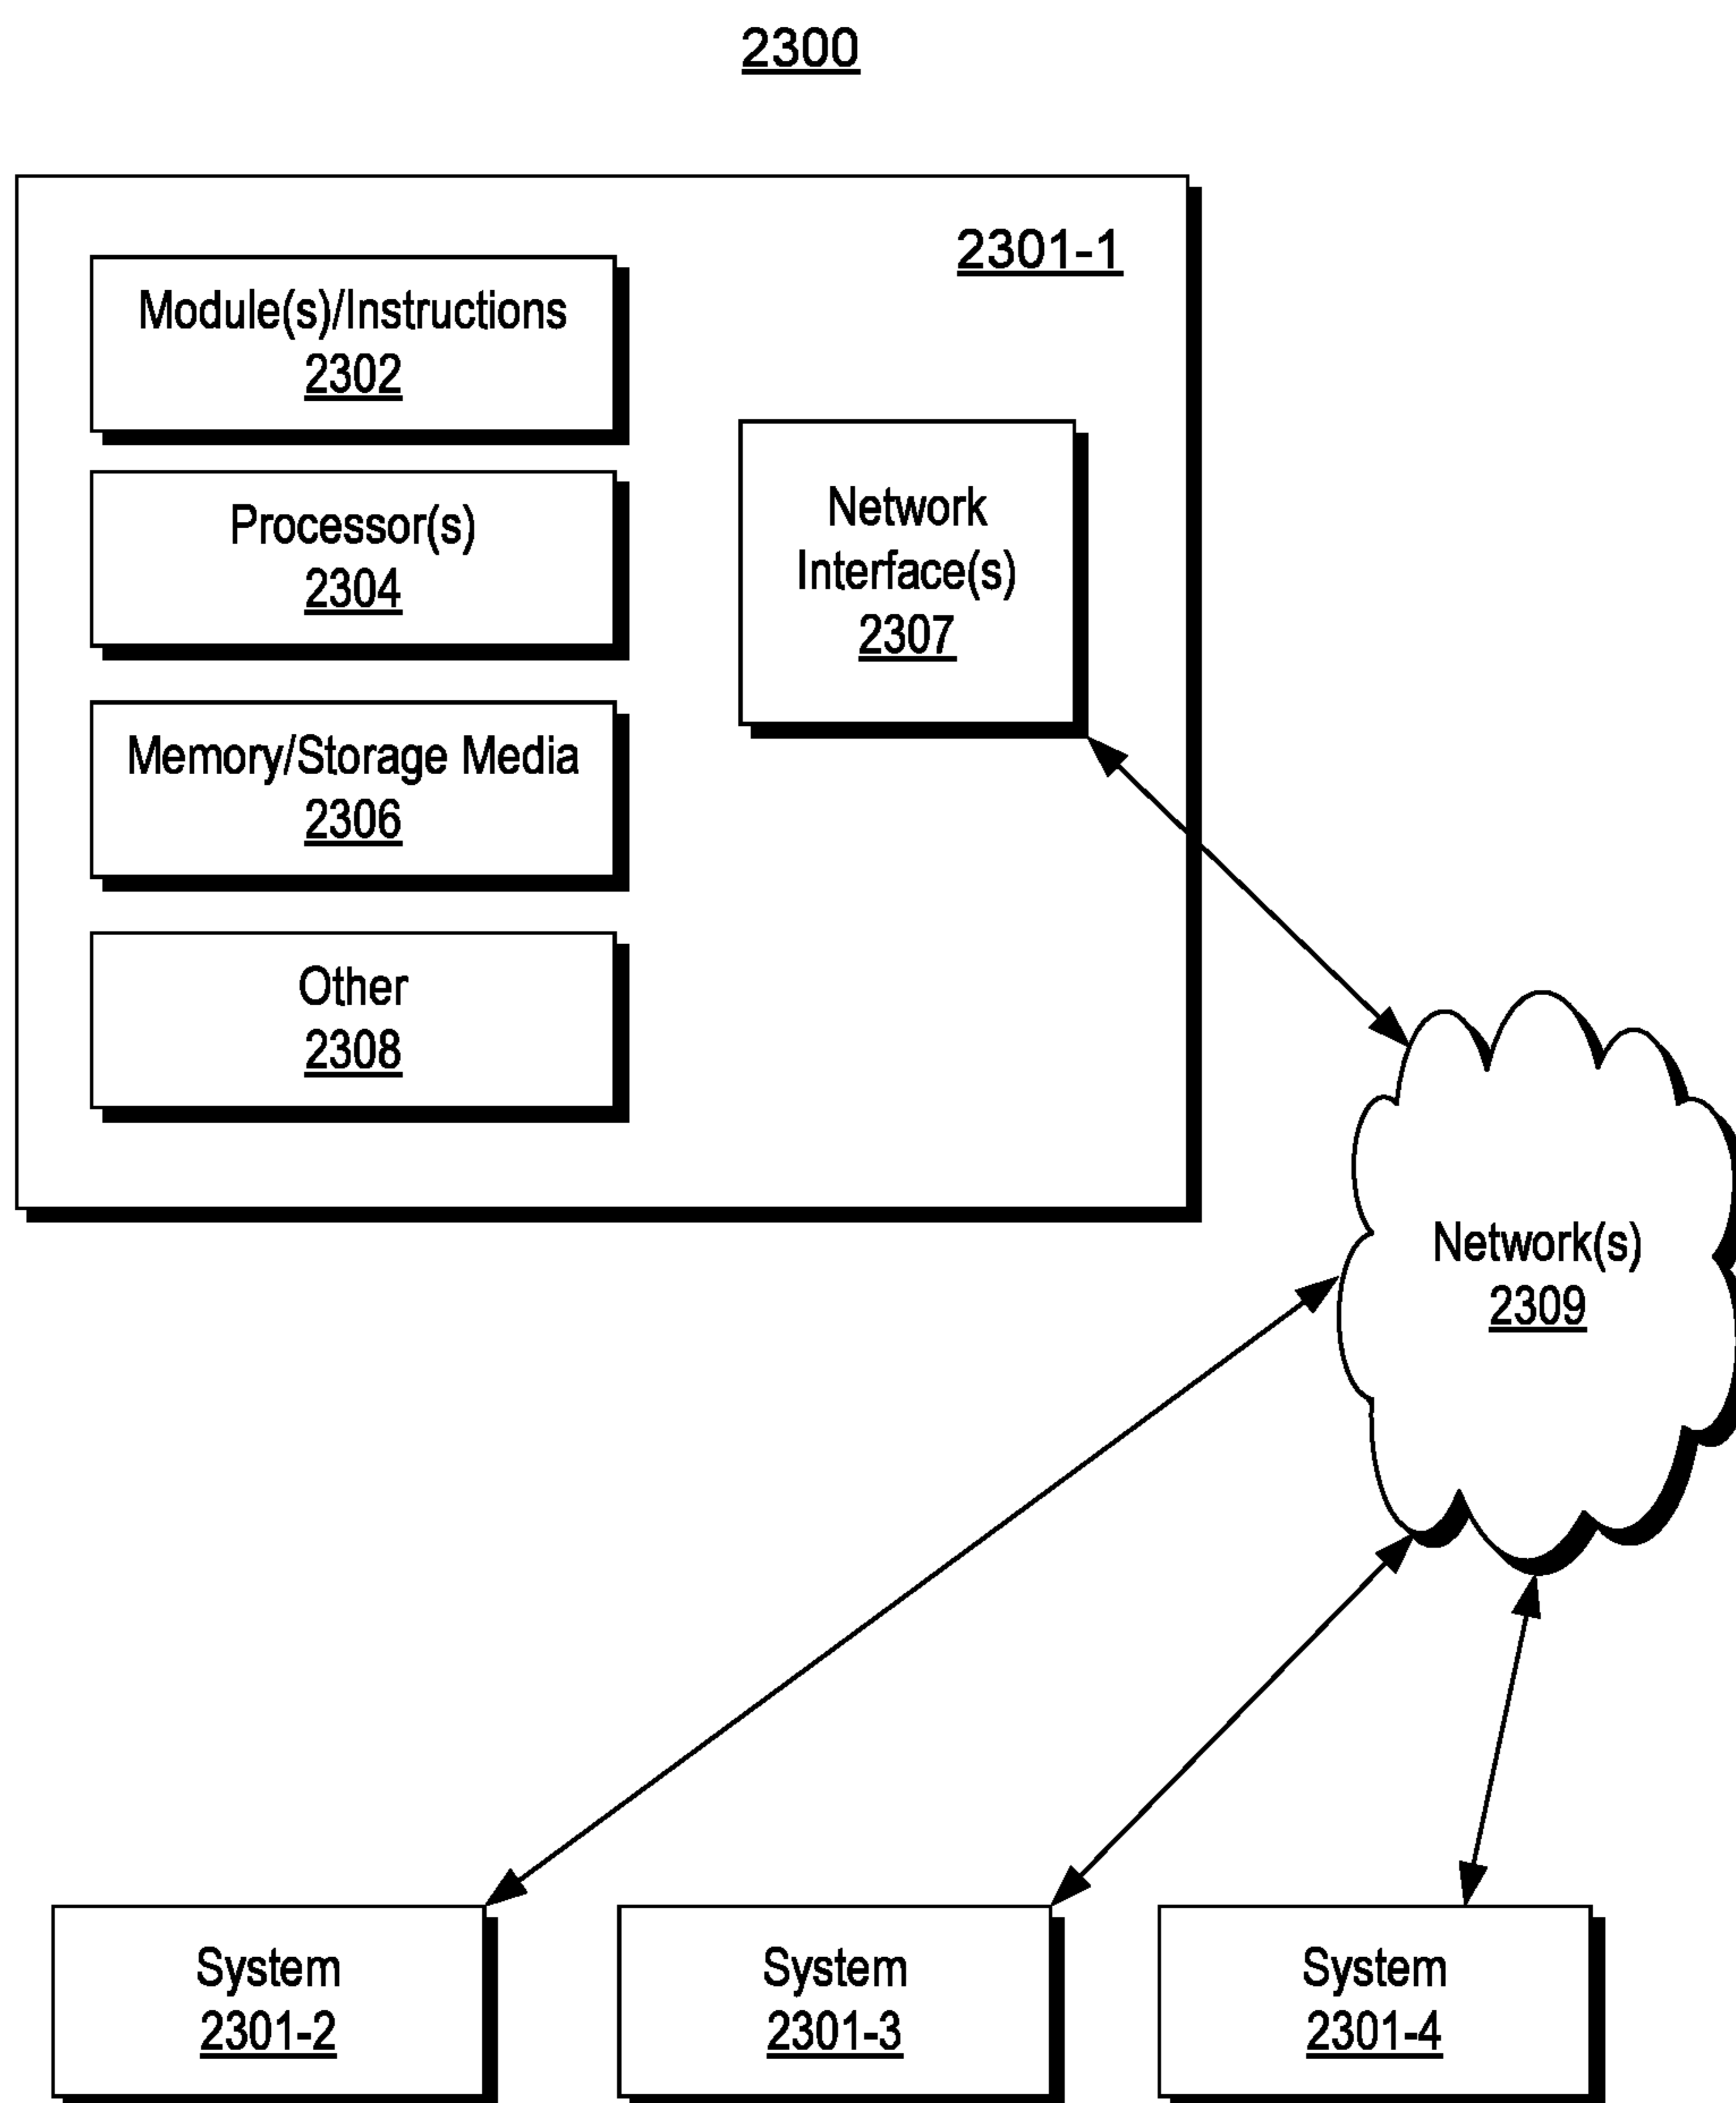 2300
2301-1
Module(s)/Instructions
2302
Processor(s)
2304
Network
Interface(s)
2307
Memory/Storage Media
2306
Other
2308
Network(s)
2309
System
2301-2
System
2301-3
System
2301-4